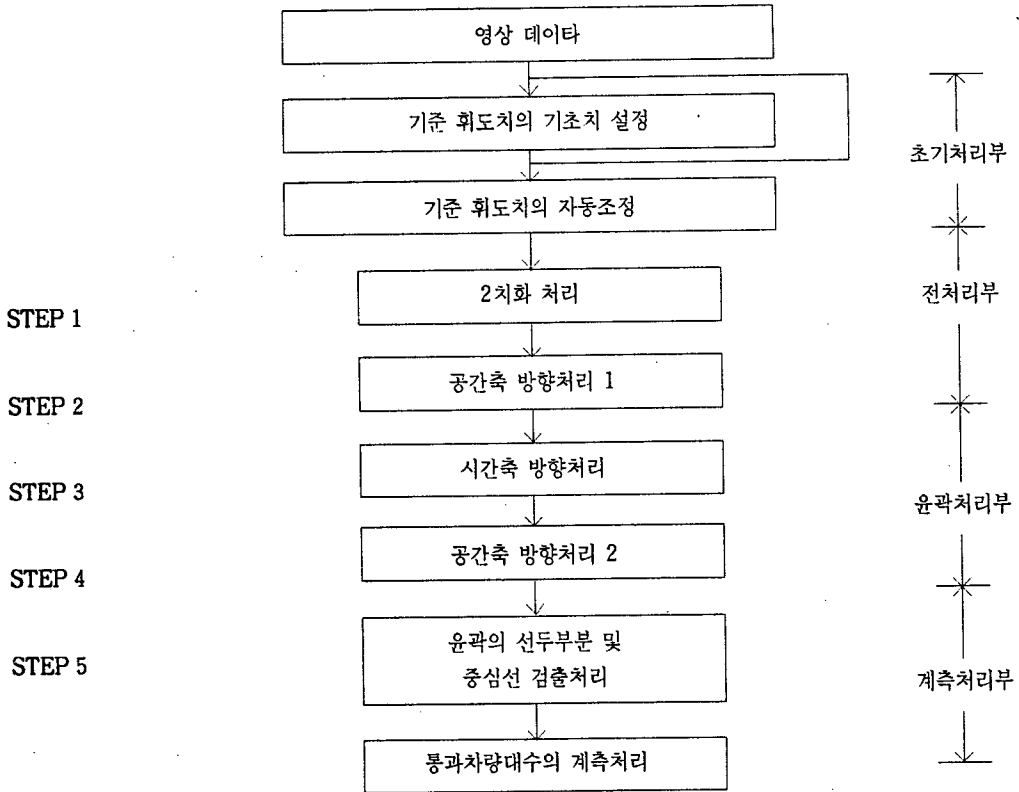 영상 데이타
기준 휘도치의 기초치 설정
초기처리부
기준 휘도치의 자동조정
2치화 처리
전처리부
STEP 1
공간축 방향처리 1
STEP 2
시간축 방향처리
STEP 3
윤곽처리부
공간축 방향처리 2
STEP 4
윤곽의 선두부분 및
중심선 검출처리
STEP 5
계측처리부
통과차량대수의 계측처리